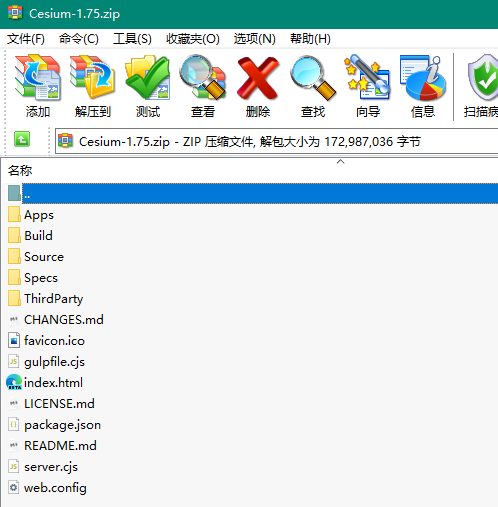 Cesium-1.75.zip
文件(F) 命令(C) 工具(S) 收藏夹(O) 选项(N) 帮助(H)
添加 解压到 测试 查看 删除 查找 向导 信息 扫描病
Cesium-1.75.zip - ZIP 压缩文件, 解包大小为 172,987,036 字节
名称
..
Apps
Build
Source
Specs
ThirdParty
CHANGES.md
favicon.ico
gulpfile.cjs
index.html
LICENSE.md
package.json
README.md
server.cjs
web.config